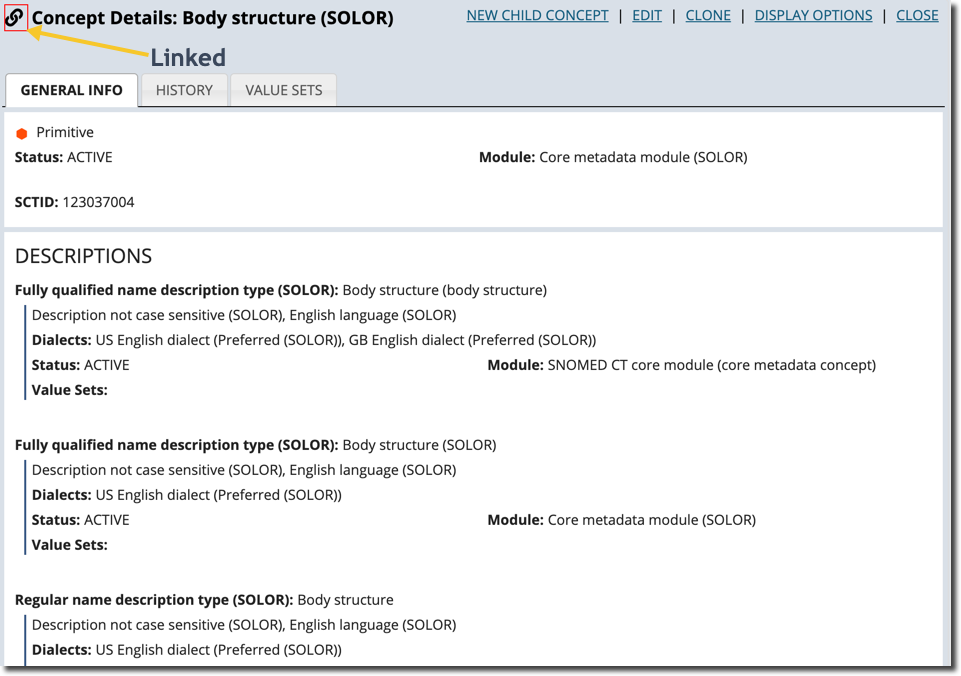 Concept Details: Body structure (SOLOR) NEW CHILD CONCEPT | EDIT | CLONE | DISPLAY OPTIONS | CLOSE
Linked
GENERAL INFO HISTORY VALUE SETS
Primitive
Status: ACTIVE Module: Core metadata module (SOLOR)
SCTID: 123037004
DESCRIPTIONS
Fully qualified name description type (SOLOR): Body structure (body structure)
Description not case sensitive (SOLOR), English language (SOLOR)
Dialects: US English dialect (Preferred (SOLOR)), GB English dialect (Preferred (SOLOR))
Status: ACTIVE Module: SNOMED CT core module (core metadata concept)
Value Sets:
Fully qualified name description type (SOLOR): Body structure (SOLOR)
Description not case sensitive (SOLOR), English language (SOLOR)
Dialects: US English dialect (Preferred (SOLOR))
Status: ACTIVE Module: Core metadata module (SOLOR)
Value Sets:
Regular name description type (SOLOR): Body structure
Description not case sensitive (SOLOR), English language (SOLOR)
Dialects: US English dialect (Preferred (SOLOR))